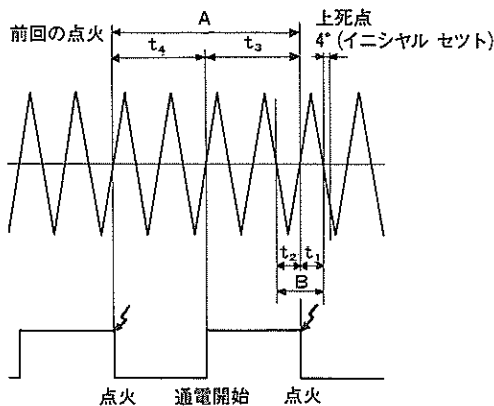 前回の点火
A
上死点
4°(イニシャル セツト)
t₄
t₃
t₂
t₁
B
点火
通電開始
点火